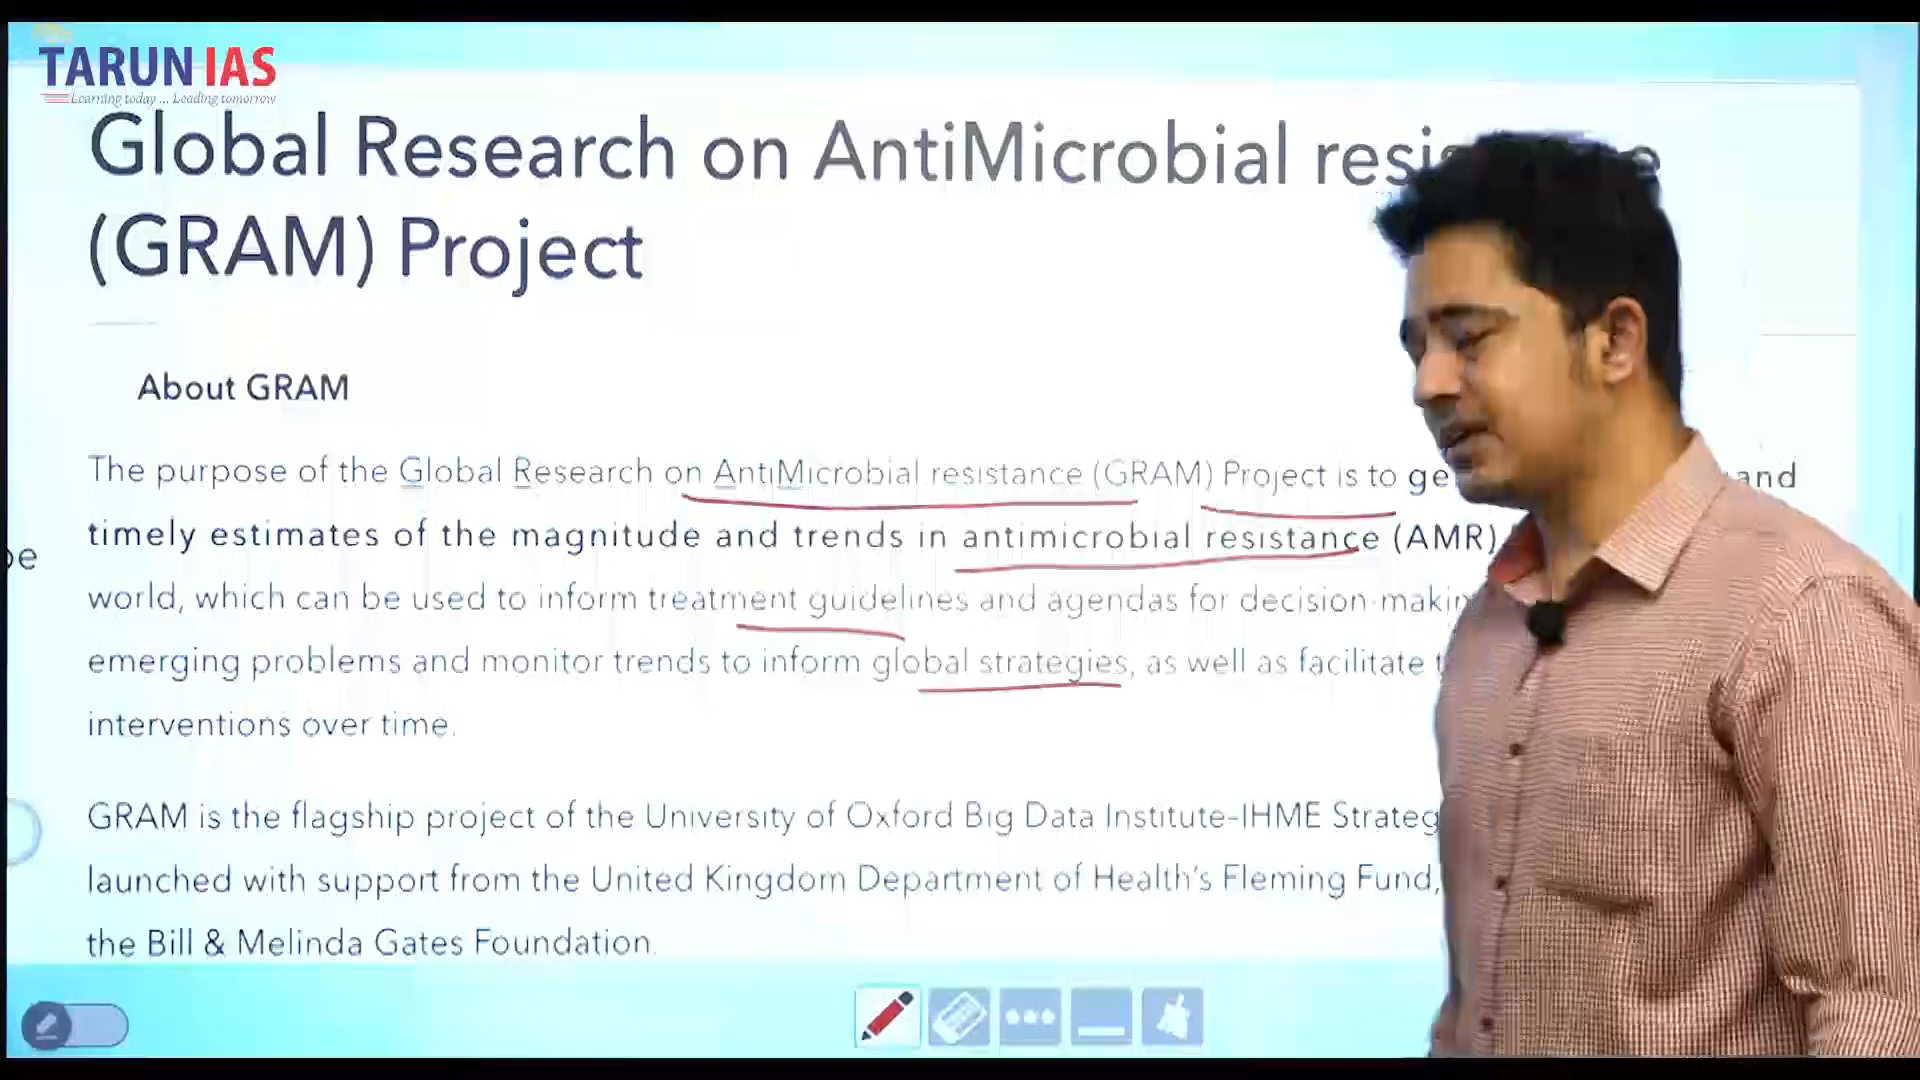 TARUN IAS
Learning today ... Leading tomorrow
Global Research on AntiMicrobial
(GRAM) Project
About GRAM
The purpose of the Global Research on AntiMicrobial resistance (GRAM) Project is to and
timely estimates of the magnitude and trends in antimicrobial resistance (AMR)
world, which can be used to inform treatment guidelines and agendas for
emerging problems and monitor trends to inform global strategies, as well as facilitate
interventions over time.
GRAM is the flagship project of the University of Oxford Big Data Institute-IHME
launched with support from the United Kingdom Department of Health's Fleming Fund,
the Bill & Melinda Gates Foundation.